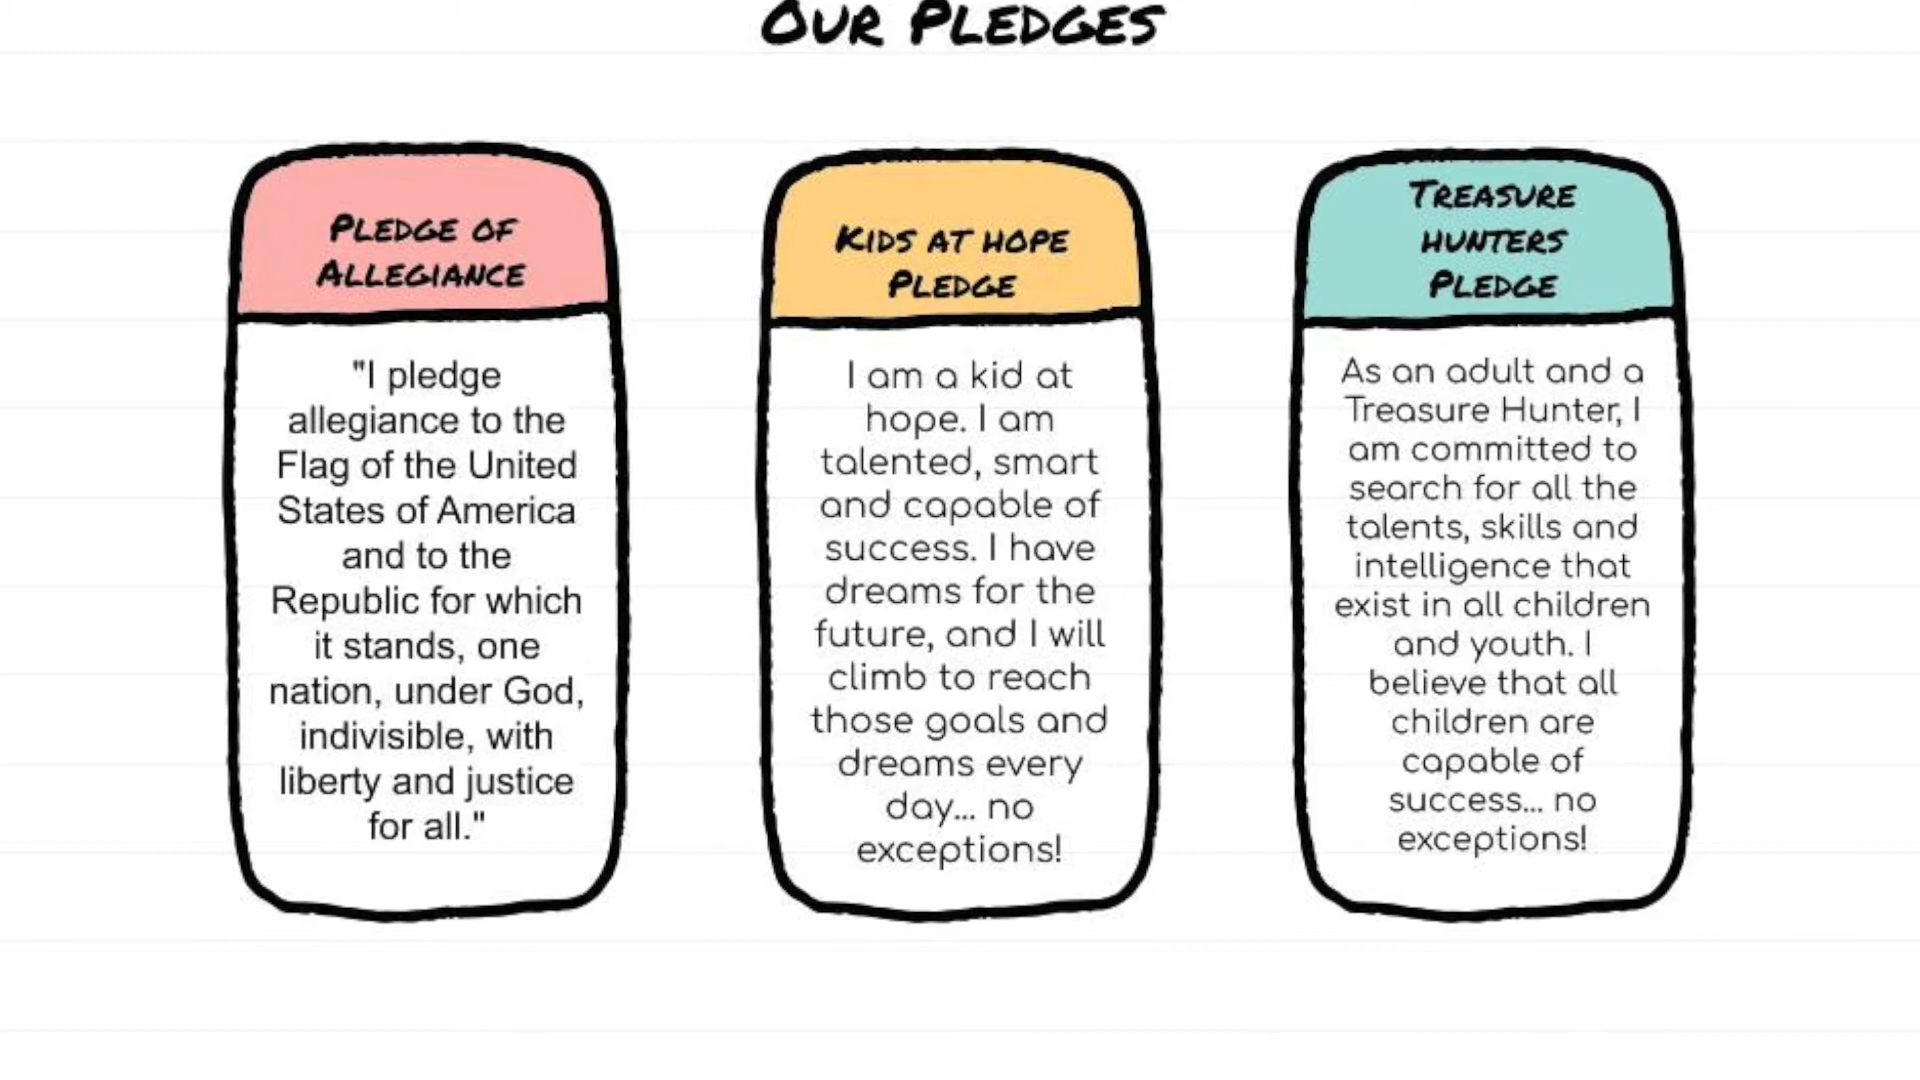 OUR PLEDGES
PLEDGE OF
ALLEGIANCE
"I pledge
allegiance to the
Flag of the United
States of America
and to the
Republic for which
it stands, one
nation, under God,
indivisible, with
liberty and justice
for all."
KIDS AT HOPE
PLEDGE
I am a kid at
hope. I am
talented, smart
and capable of
success. I have
dreams for the
future, and I will
climb to reach
those goals and
dreams every
day... no
exceptions!
TREASURE
HUNTERS
PLEDGE
As an adult and a
Treasure Hunter, I
am committed to
search for all the
talents, skills and
intelligence that
exist in all children
and youth. I
believe that all
children are
capable of
success... no
exceptions!